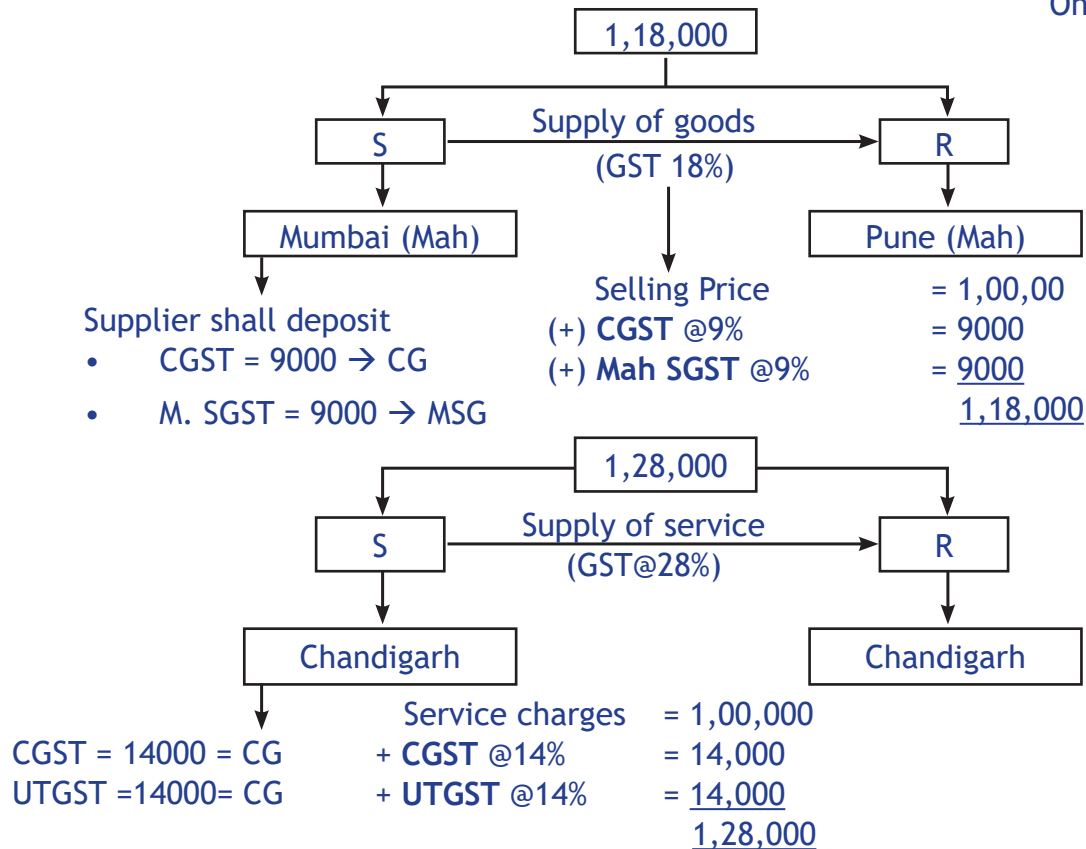 On
1,18,000
S Supply of goods R
(GST 18%)
Mumbai (Mah) Pune (Mah)
Selling Price = 1,00,00
Supplier shall deposit
(+) CGST @9% = 9000
• CGST = 9000 → CG
(+) Mah SGST @9% = 9000
• M. SGST = 9000 → MSG
1,18,000
1,28,000
S Supply of service R
(GST@28%)
Chandigarh Chandigarh
Service charges = 1,00,000
CGST = 14000 = CG + CGST @14% = 14,000
UTGST =14000= CG + UTGST @14% = 14,000
1,28,000